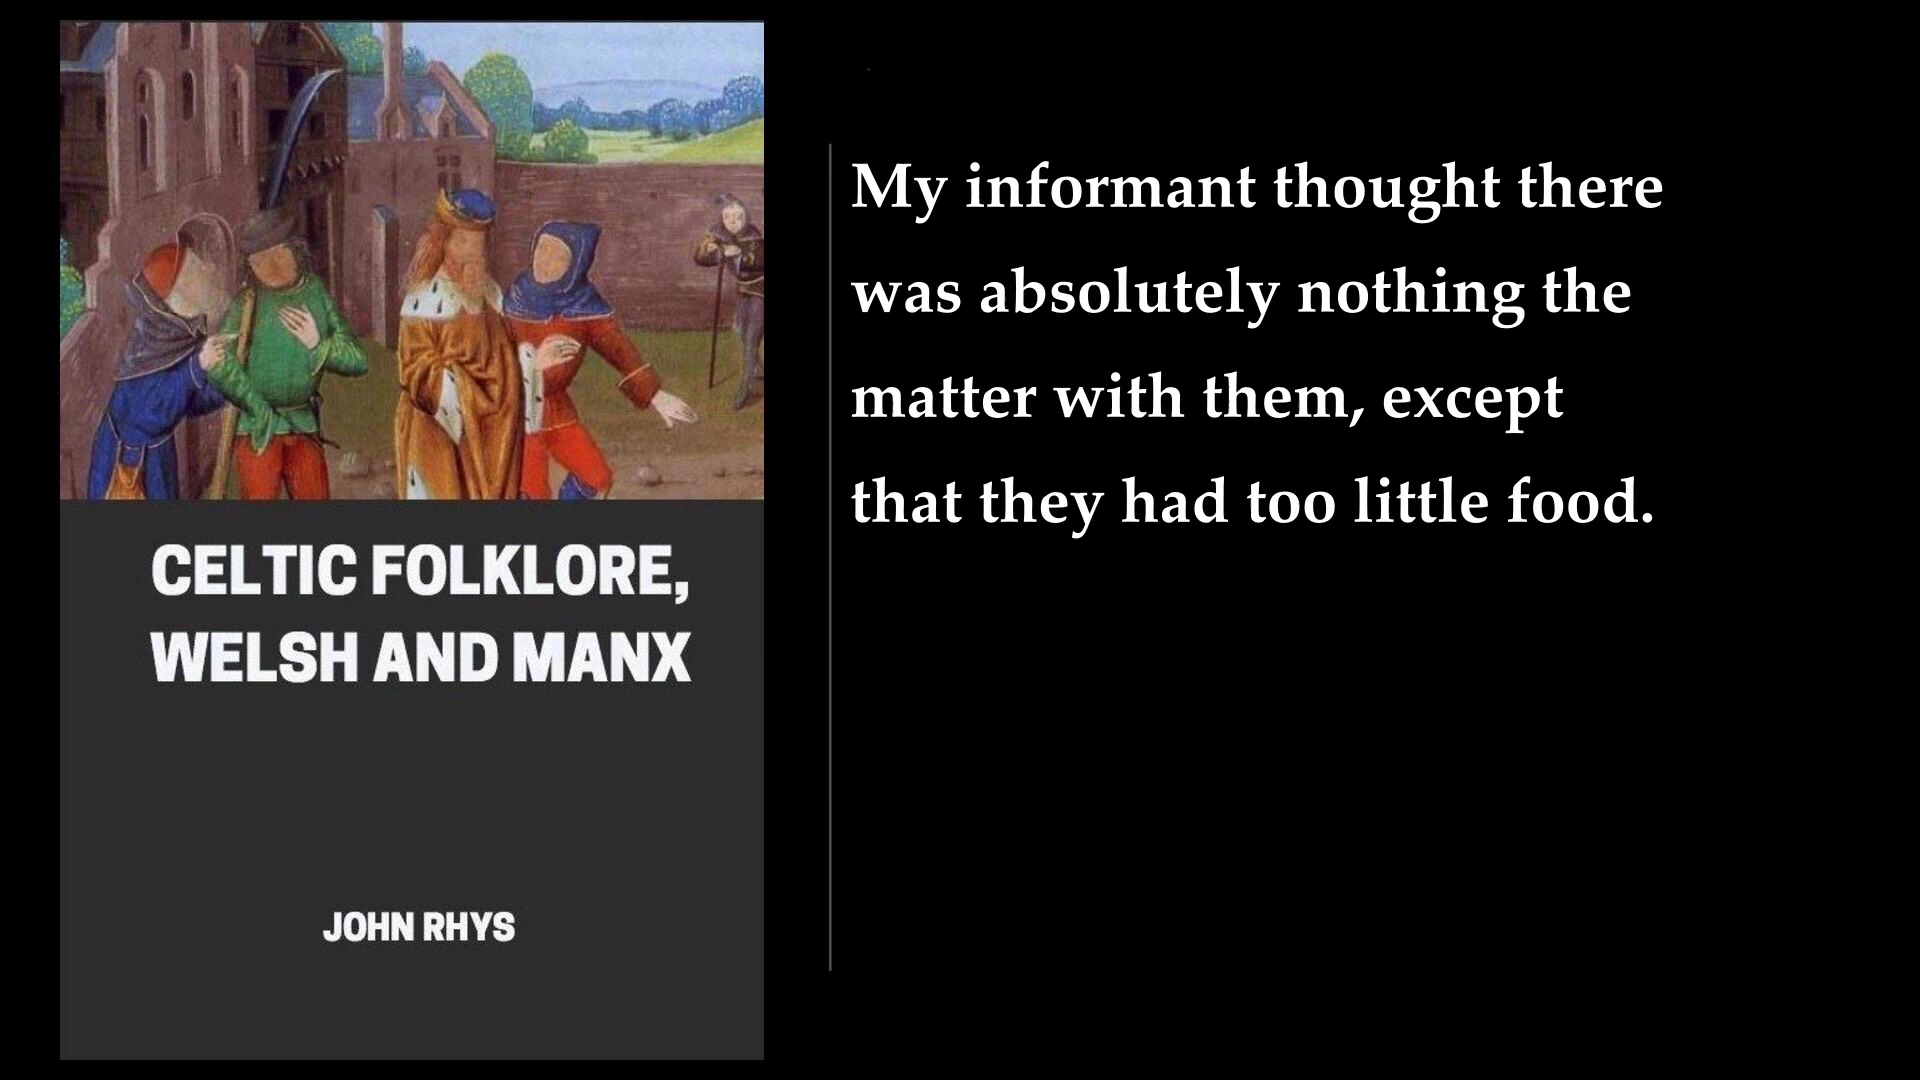 CELTIC FOLKLORE,
WELSH AND MANX
JOHN RHYS
My informant thought there
was absolutely nothing the
matter with them, except
that they had too little food.